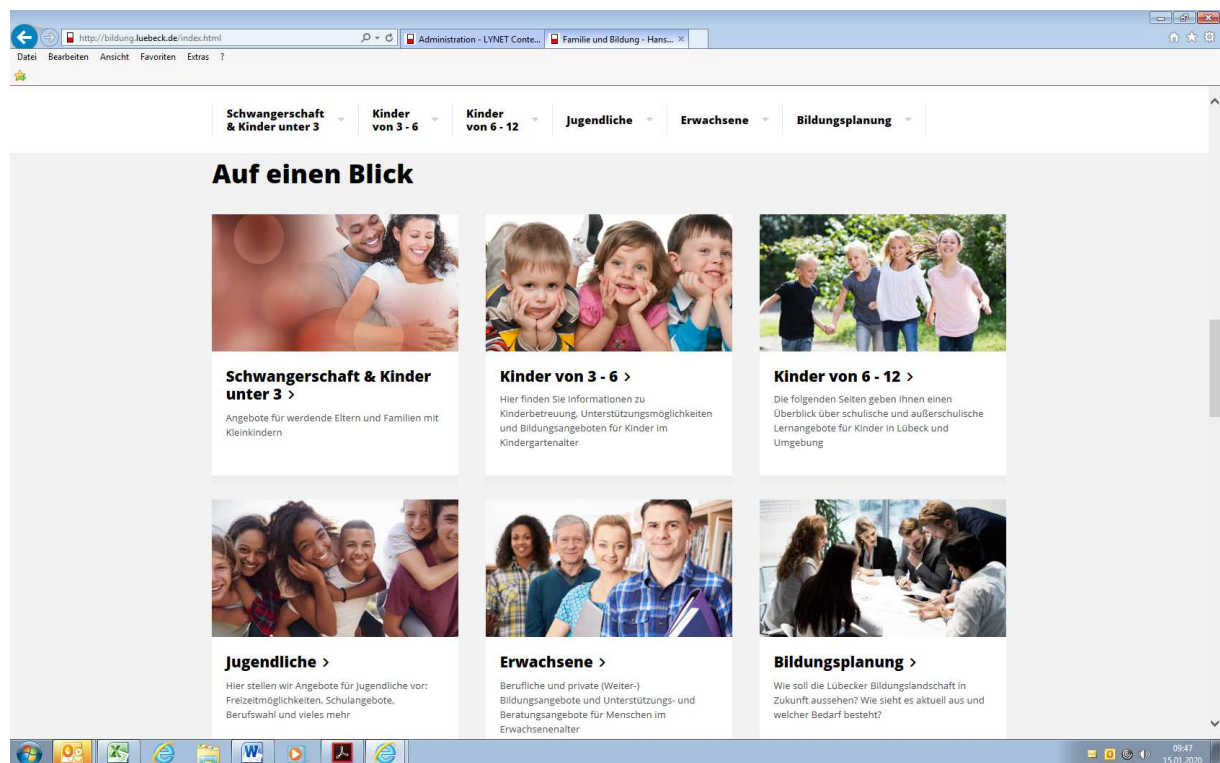 http://bildung.luebeck.de/index.html
Administration - LYNET Conte...
Familie und Bildung - Hans...
Datei Bearbeiten Ansicht Favoriten Extras ?
Schwangerschaft
& Kinder unter 3
Kinder
von 3 - 6
Kinder
von 6 - 12
Jugendliche
Erwachsene
Bildungsplanung
Auf einen Blick
Schwangerschaft & Kinder
unter 3 >
Angebote für werdende Eltern und Familien mit
Kleinkindern
Kinder von 3 - 6 >
Hier finden Sie Informationen zu
Kinderbetreuung, Unterstützungsmöglichkeiten
und Bildungsangeboten für Kinder im
Kindergartenalter
Kinder von 6 - 12 >
Die folgenden Seiten geben Ihnen einen
Überblick über schulische und außerschulische
Lernangebote für Kinder in Lübeck und
Umgebung
Jugendliche >
Hier stellen wir Angebote für Jugendliche vor:
Freizeitmöglichkeiten, Schulangebote,
Berufswahl und vieles mehr
Erwachsene >
Berufliche und private (Weiter-)
Bildungsangebote und Unterstützungs- und
Beratungsangebote für Menschen im
Erwachsenenalter
Bildungsplanung >
Wie soll die Lübecker Bildungslandschaft in
Zukunft aussehen? Wie sieht es aktuell aus und
welcher Bedarf besteht?
09:47
15.01.2020